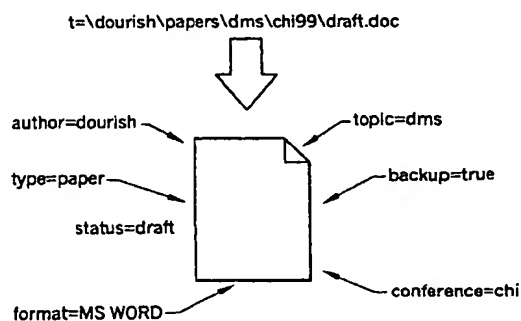 t=\dourish\papers\dms\chi99\draft.doc
author=dourish
topic=dms
type=paper
backup=true
status=draft
conference=chi
format=MS WORD